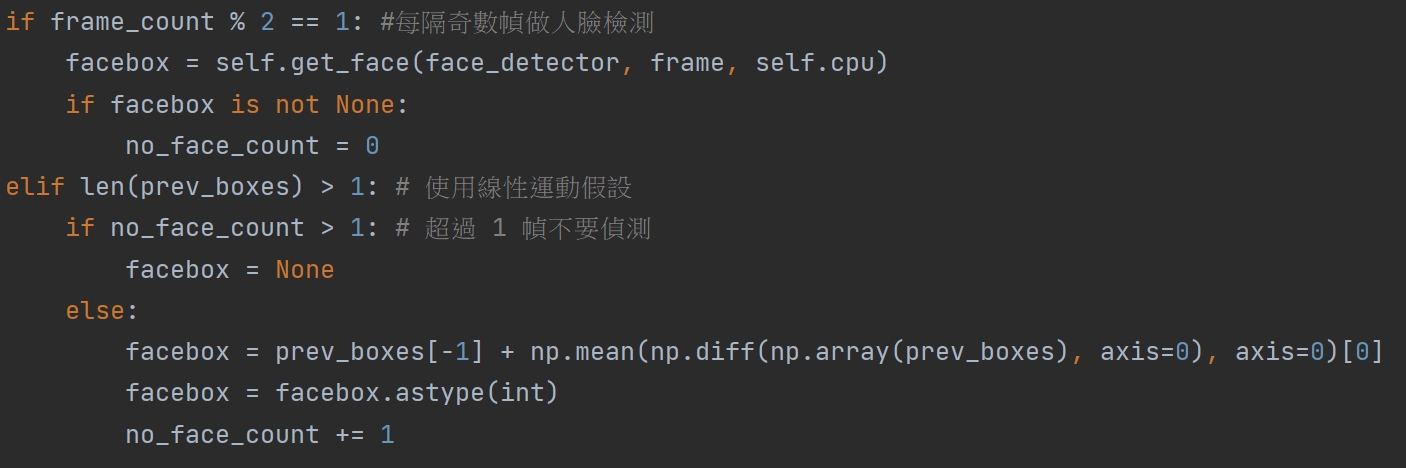 if frame_count % 2 == 1: #每隔奇數幀做人臉檢測
    facebox = self.get_face(face_detector, frame, self.cpu)
    if facebox is not None:
        no_face_count = 0
elif len(prev_boxes) > 1: # 使用線性運動假設
    if no_face_count > 1: # 超過 1 幀不要偵測
        facebox = None
    else:
        facebox = prev_boxes[-1] + np.mean(np.diff(np.array(prev_boxes), axis=0), axis=0)[0]
        facebox = facebox.astype(int)
        no_face_count += 1